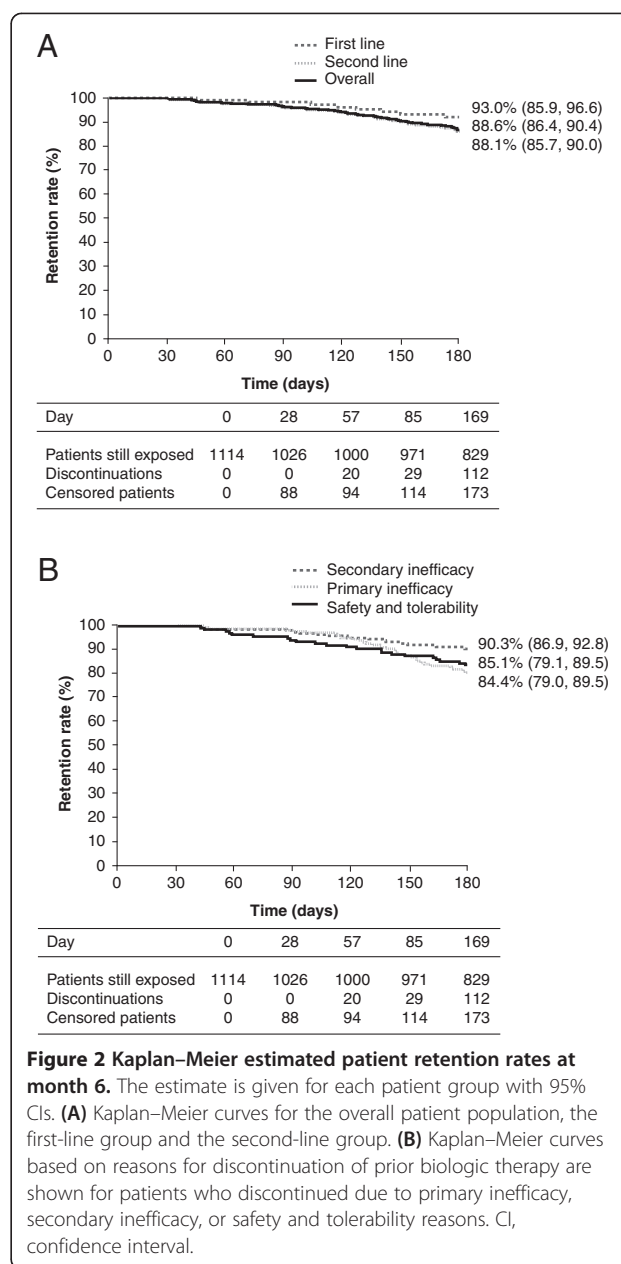 A
First line
Second line
Overall
100
90
80
70
60
50
40
30
20
10
0
Retention rate (%)
93.0% (85.9, 96.6)
88.6% (86.4, 90.4)
88.1% (85.7, 90.0)
0 30 60 90 120 150 180
Time (days)
Day 0 28 57 85 169
Patients still exposed 1114 1026 1000 971 829
Discontinuations 0 0 20 29 112
Censored patients 0 88 94 114 173
B
Secondary inefficacy
Primary inefficacy
Safety and tolerability
100
90
80
70
60
50
40
30
20
10
0
Retention rate (%)
90.3% (86.9, 92.8)
85.1% (79.1, 89.5)
84.4% (79.0, 89.5)
0 30 60 90 120 150 180
Time (days)
Day 0 28 57 85 169
Patients still exposed 1114 1026 1000 971 829
Discontinuations 0 0 20 29 112
Censored patients 0 88 94 114 173
Figure 2 Kaplan–Meier estimated patient retention rates at
month 6. The estimate is given for each patient group with 95%
CIs. (A) Kaplan–Meier curves for the overall patient population, the
first-line group and the second-line group. (B) Kaplan–Meier curves
based on reasons for discontinuation of prior biologic therapy are
shown for patients who discontinued due to primary inefficacy,
secondary inefficacy, or safety and tolerability reasons. CI,
confidence interval.